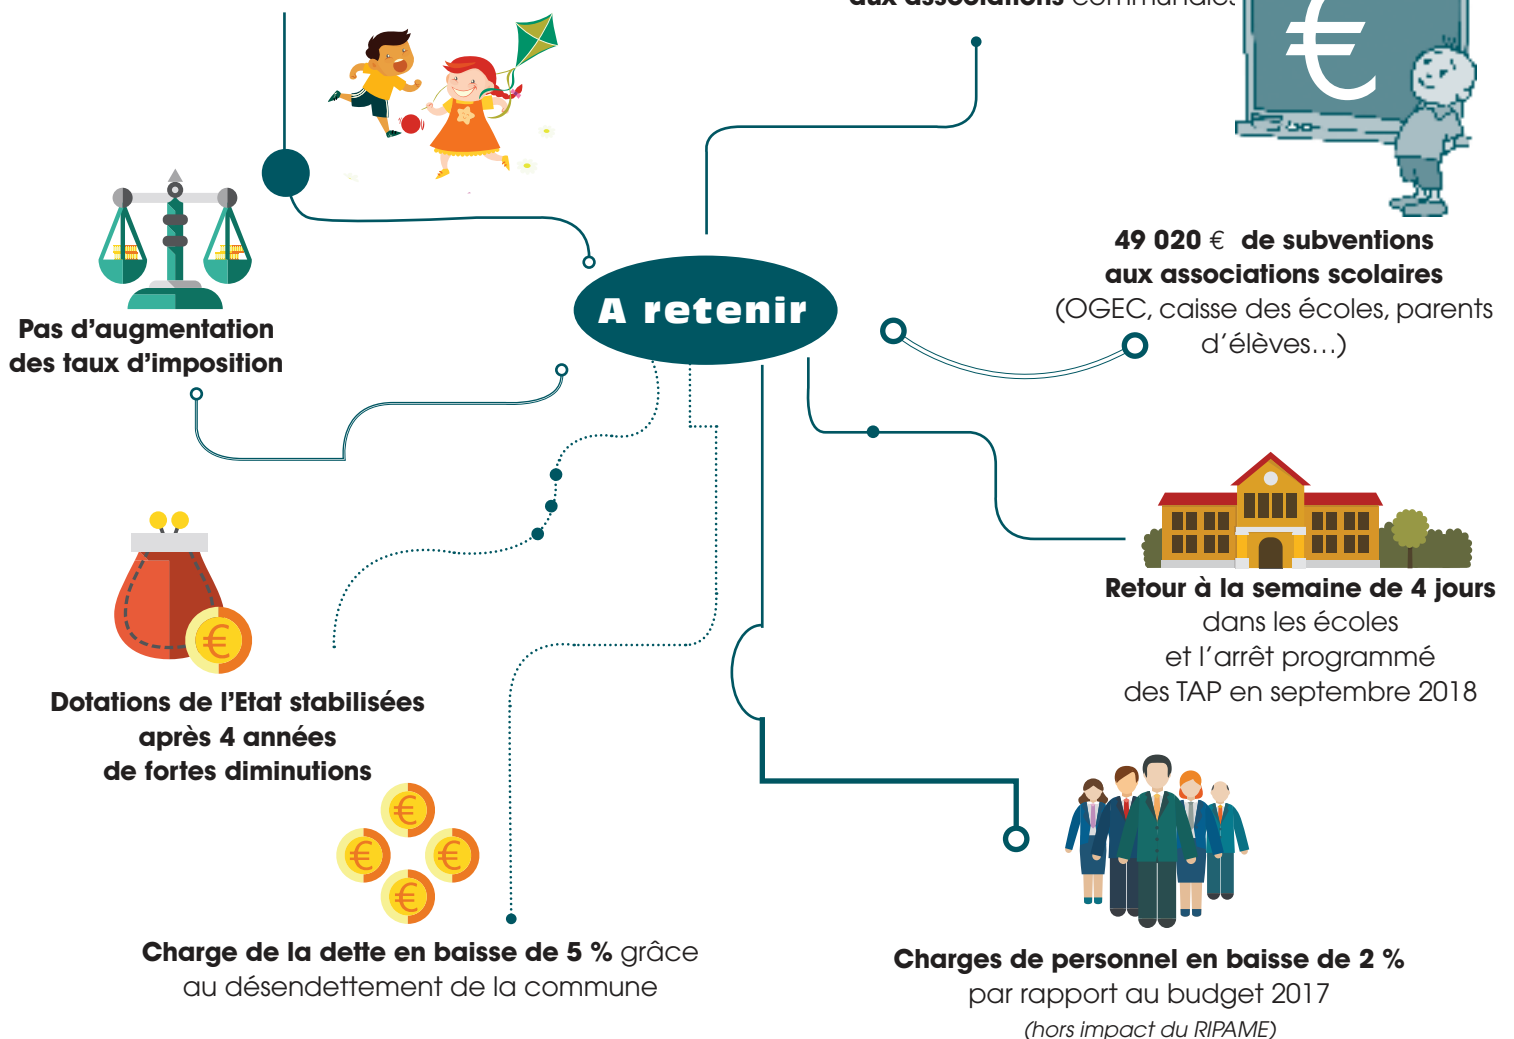 aux associations communales
€
49 020 € de subventions
aux associations scolaires
(OGEC, caisse des écoles, parents
d’élèves…)
A retenir
Pas d’augmentation
des taux d’imposition
Retour à la semaine de 4 jours
dans les écoles
et l’arrêt programmé
des TAP en septembre 2018
€
Dotations de l’Etat stabilisées
après 4 années
de fortes diminutions
€
€
€
€
Charge de la dette en baisse de 5 % grâce
au désendettement de la commune
Charges de personnel en baisse de 2 %
par rapport au budget 2017
(hors impact du RIPAME)